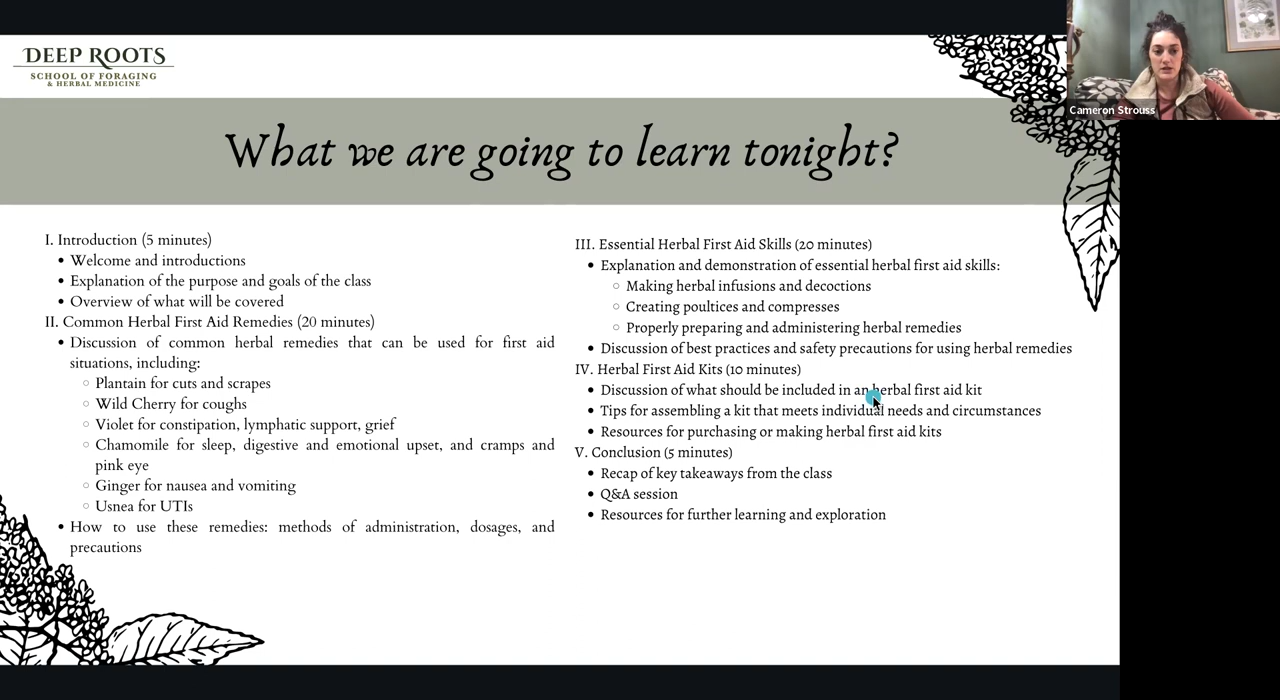 DEEP ROOTS
SCHOOL OF FORAGING
& HERBAL MEDICINE
Cameron Strouss
What we are going to learn tonight?
I. Introduction (5 minutes)
• Welcome and introductions
• Explanation of the purpose and goals of the class
• Overview of what will be covered
II. Common Herbal First Aid Remedies (20 minutes)
• Discussion of common herbal remedies that can be used for first aid
situations, including:
○ Plantain for cuts and scrapes
○ Wild Cherry for coughs
○ Violet for constipation, lymphatic support, grief
○ Chamomile for sleep, digestive and emotional upset, and cramps and
pink eye
○ Ginger for nausea and vomiting
○ Usnea for UTIs
• How to use these remedies: methods of administration, dosages, and
precautions
III. Essential Herbal First Aid Skills (20 minutes)
• Explanation and demonstration of essential herbal first aid skills:
○ Making herbal infusions and decoctions
○ Creating poultices and compresses
○ Properly preparing and administering herbal remedies
• Discussion of best practices and safety precautions for using herbal remedies
IV. Herbal First Aid Kits (10 minutes)
• Discussion of what should be included in an herbal first aid kit
• Tips for assembling a kit that meets individual needs and circumstances
• Resources for purchasing or making herbal first aid kits
V. Conclusion (5 minutes)
• Recap of key takeaways from the class
• Q&A session
• Resources for further learning and exploration